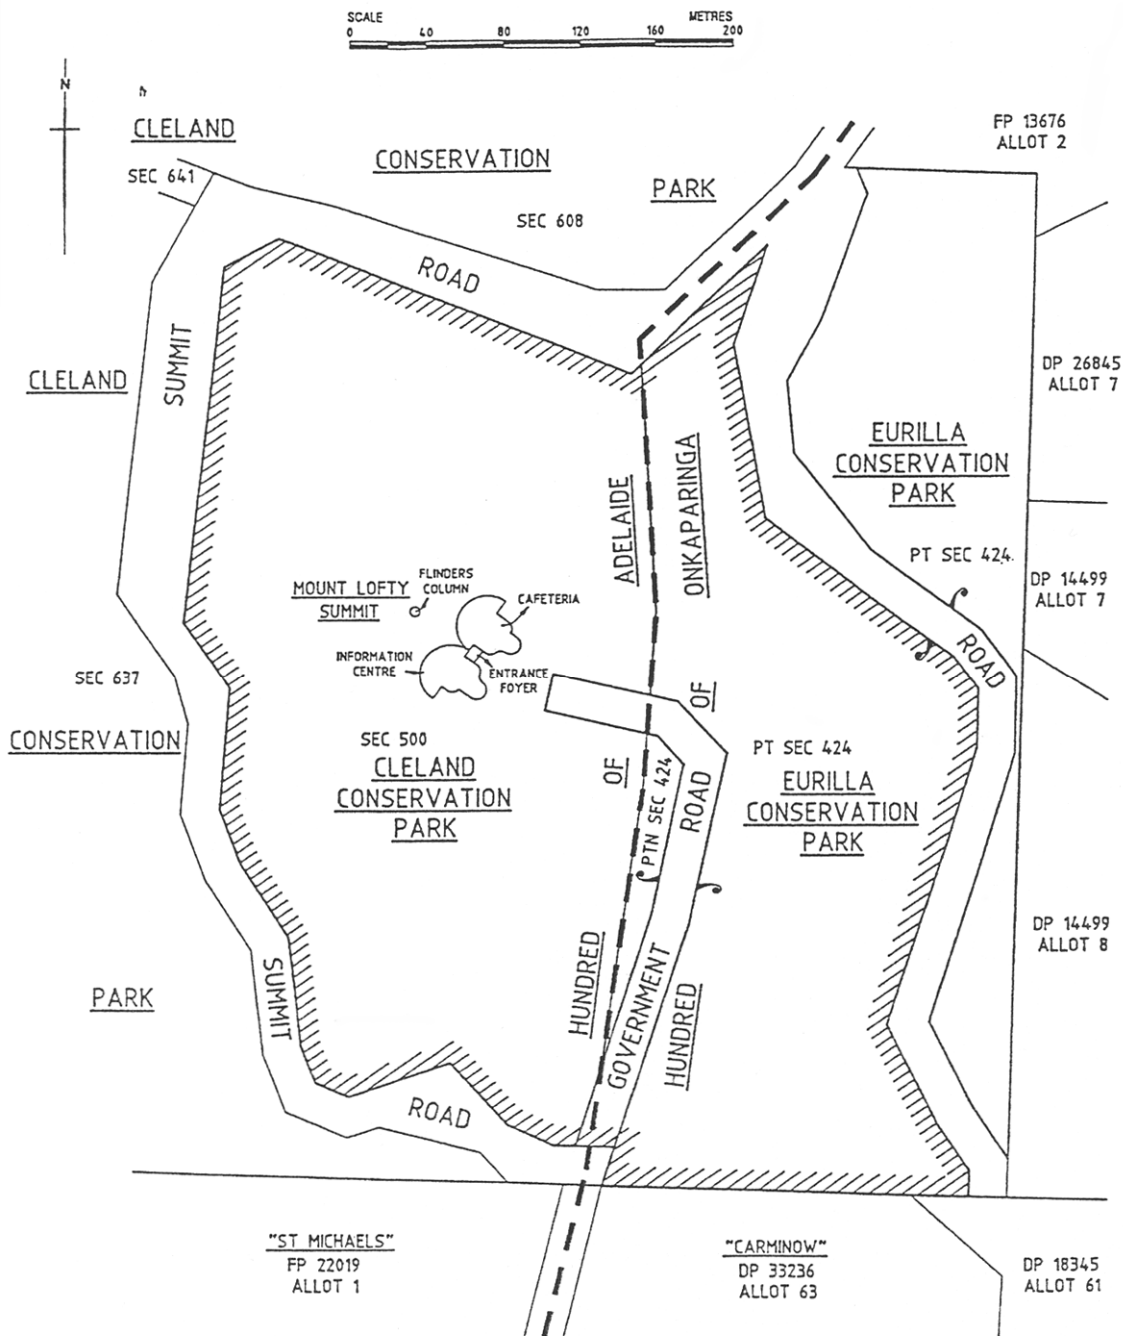 SCALE METRES
0 40 80 120 160 200
N
CLELAND
CONSERVATION
PARK
FP 13676
ALLOT 2
SEC 641
SEC 608
ROAD
SUMMIT
CLELAND
DP 26845
ALLOT 7
EURILLA
CONSERVATION
PARK
ADELAIDE
ONKAPARINGA
PT SEC 424
DP 14499
ALLOT 7
MOUNT LOFTY
SUMMIT
FLINDERS
COLUMN
CAFETERIA
INFORMATION
CENTRE
ENTRANCE
FOYER
ROAD
SEC 637
CONSERVATION
OF
OF
SEC 500
CLELAND
CONSERVATION
PARK
PTN SEC 424
ROAD
PT SEC 424
EURILLA
CONSERVATION
PARK
DP 14499
ALLOT 8
PARK
SUMMIT
HUNDRED
GOVERNMENT
HUNDRED
ROAD
"ST MICHAELS"
FP 22019
ALLOT 1
"CARMINOW"
DP 33236
ALLOT 63
DP 18345
ALLOT 61